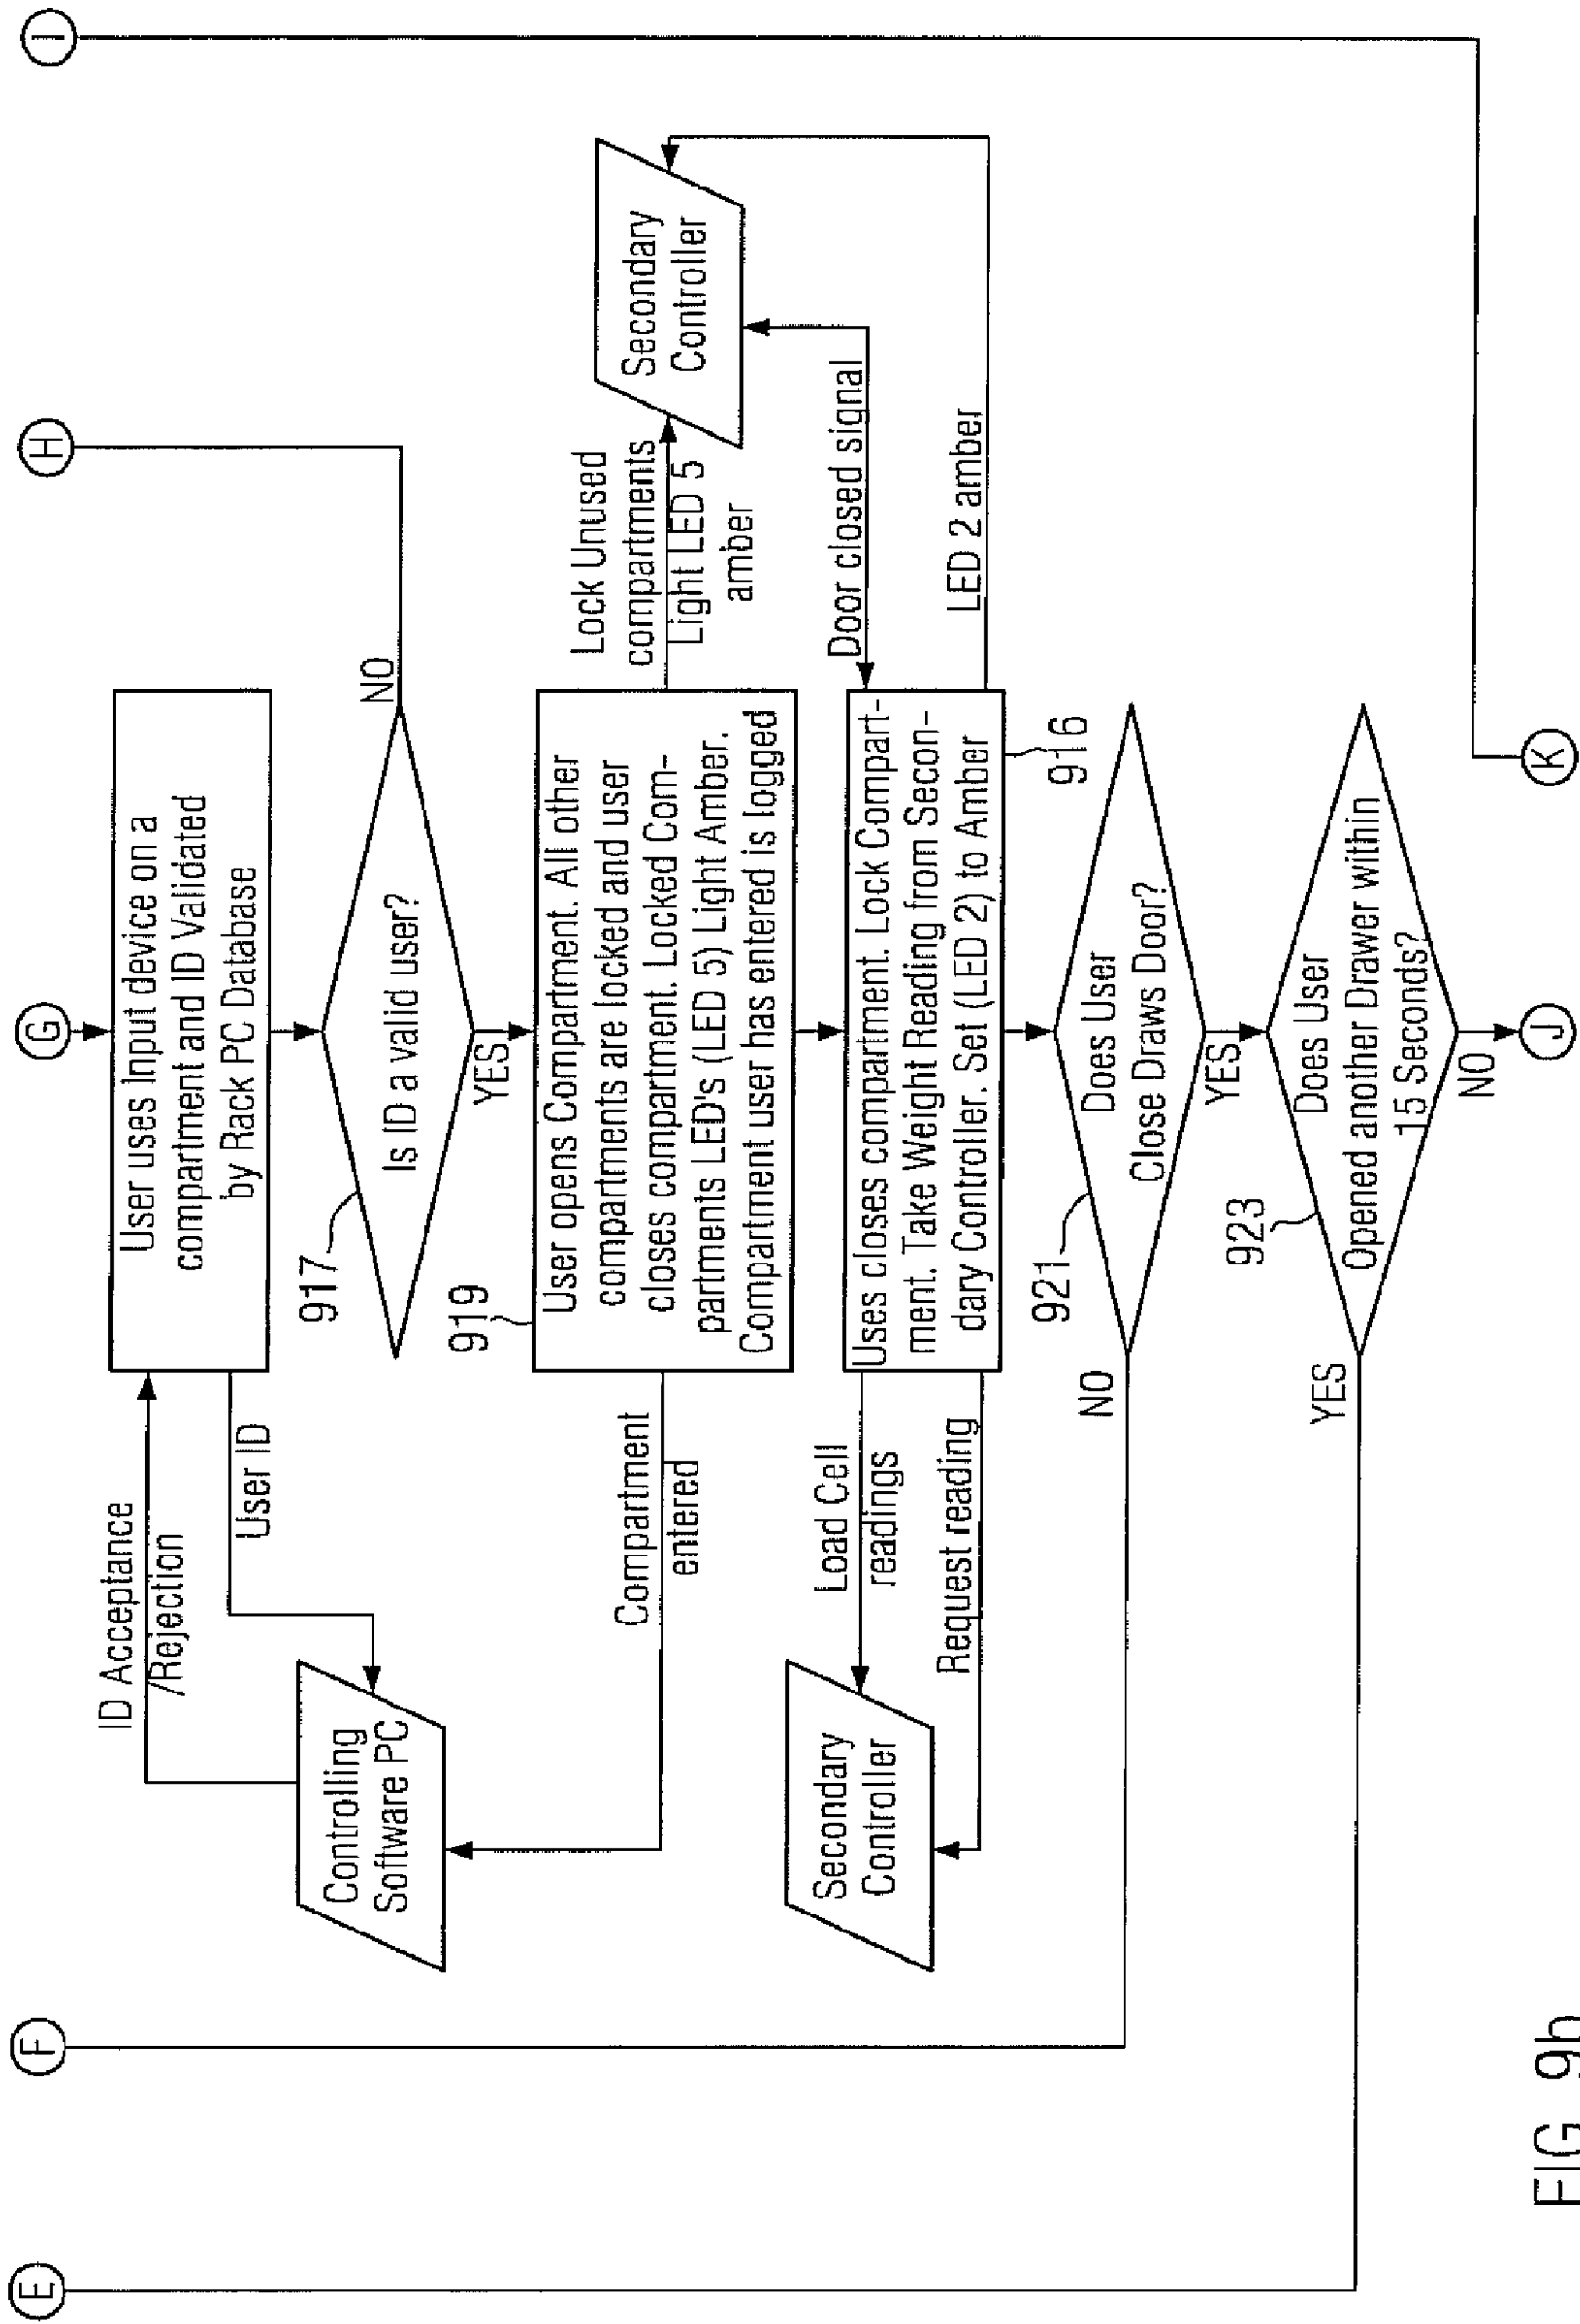 E
F
G
H
I
ID Acceptance
/Rejection
User ID
User uses Input device on a
compartment and ID Validated
by Rack PC Database
Controlling
Software PC
917
Is ID a valid user?
NO
YES
919
Compartment
entered
User opens Compartment. All other
compartments are locked and user
closes compartment. Locked Com-
partments LED's (LED 5) Light Amber.
Compartment user has entered is logged
Lock Unused
compartments
Light LED 5
amber
Secondary
Controller
Load Cell
readings
Request reading
Secondary
Controller
Uses closes compartment. Lock Compart-
ment. Take Weight Reading from Secon-
dary Controller. Set (LED 2) to Amber
Door closed signal
LED 2 amber
916
921
Does User
Close Draws Door?
NO
YES
923
Does User
Opened another Drawer within
15 Seconds?
YES
NO
J
K
FIG 9b